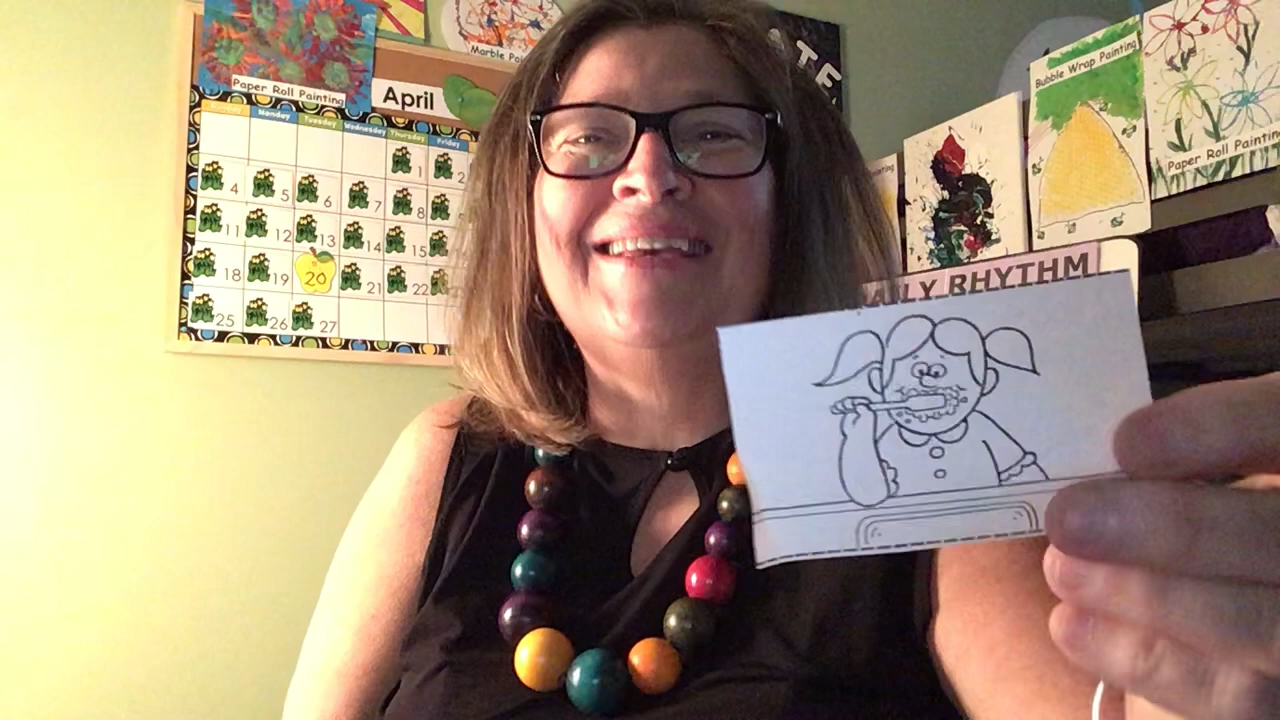 Paper Roll Painting
Marble
April
Monday
Tuesday
Wednesday
Thursday
Friday
1
2
4
5
6
7
8
11
12
13
14
15
18
19
20
21
22
25
26
27
Bubble Wrap Painting
Paper Roll Painting
DAILY RHYTHM